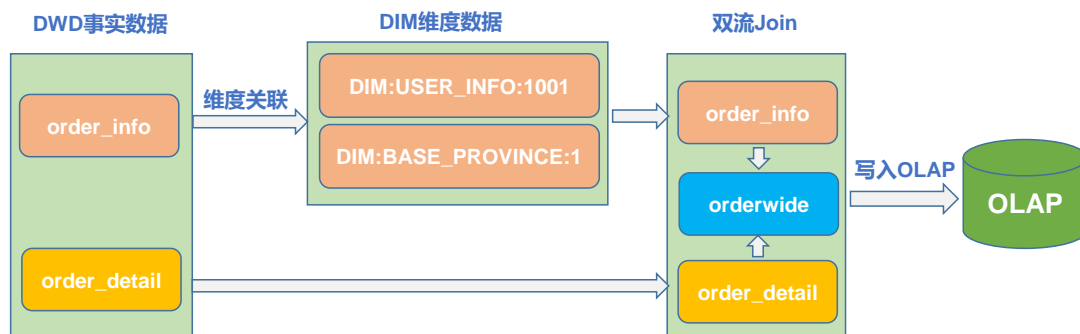 DWD事实数据
DIM维度数据
双流Join
order_info
维度关联
DIM:USER_INFO:1001
DIM:BASE_PROVINCE:1
order_info
orderwide
写入OLAP
OLAP
order_detail
order_detail